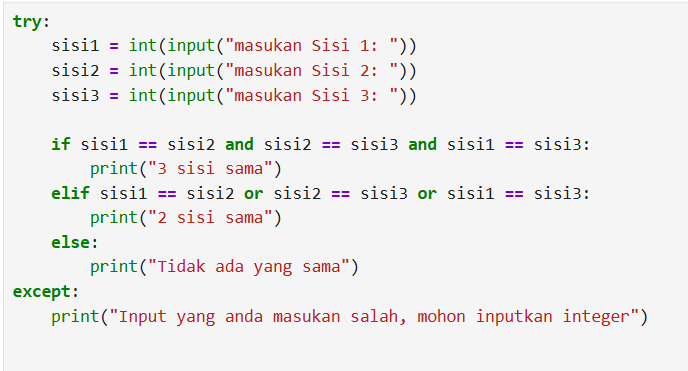 try:
    sisi1 = int(input("masukan Sisi 1: "))
    sisi2 = int(input("masukan Sisi 2: "))
    sisi3 = int(input("masukan Sisi 3: "))

    if sisi1 == sisi2 and sisi2 == sisi3 and sisi1 == sisi3:
        print("3 sisi sama")
    elif sisi1 == sisi2 or sisi2 == sisi3 or sisi1 == sisi3:
        print("2 sisi sama")
    else:
        print("Tidak ada yang sama")
except:
    print("Input yang anda masukan salah, mohon inputkan integer")